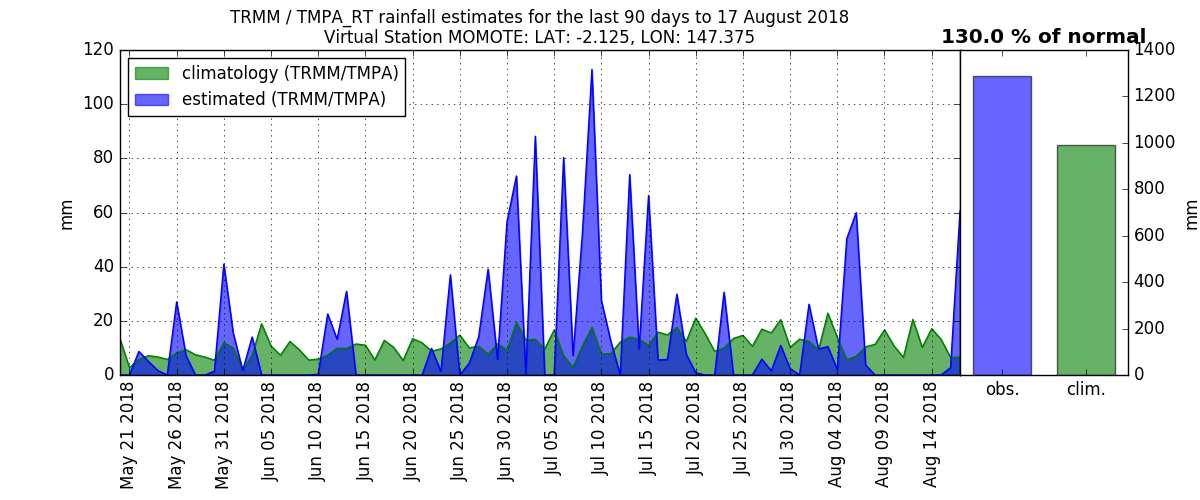 TRMM / TMPA_RT rainfall estimates for the last 90 days to 17 August 2018
Virtual Station MOMOTE: LAT: -2.125, LON: 147.375
130.0 % of normal
climatology (TRMM/TMPA)
estimated (TRMM/TMPA)
mm
120
100
80
60
40
20
0
May 21 2018
May 26 2018
May 31 2018
Jun 05 2018
Jun 10 2018
Jun 15 2018
Jun 20 2018
Jun 25 2018
Jun 30 2018
Jul 05 2018
Jul 10 2018
Jul 15 2018
Jul 20 2018
Jul 25 2018
Jul 30 2018
Aug 04 2018
Aug 09 2018
Aug 14 2018
1400
1200
1000
800
600
400
200
0
mm
obs.
clim.